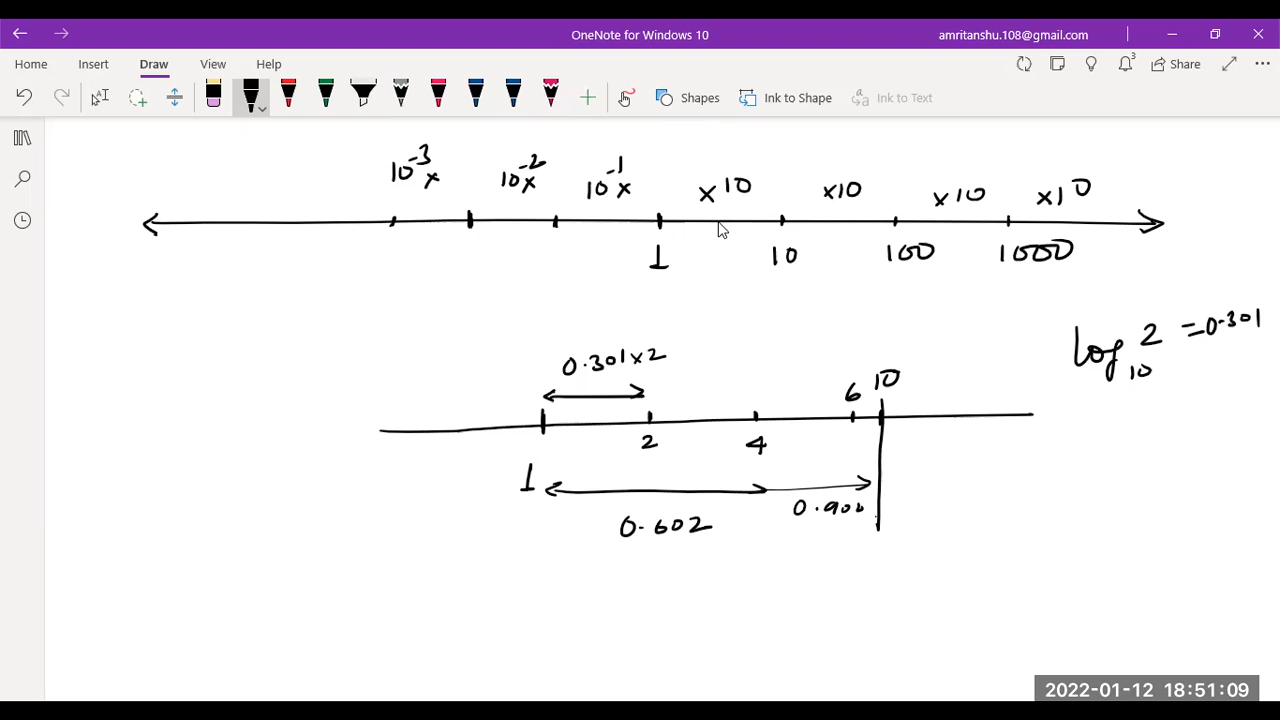 OneNote for Windows 10
amritanshu.108@gmail.com
Home Insert Draw View Help
3 Share
Shapes Ink to Shape Ink to Text
10⁻³x 10⁻²x 10⁻¹x x10 x10 x10 x10
1 10 100 1000
log₁₀ 2 = 0.301
0.301x2
6 10
2 4
1
0.602 0.900
2022-01-12 18:51:09